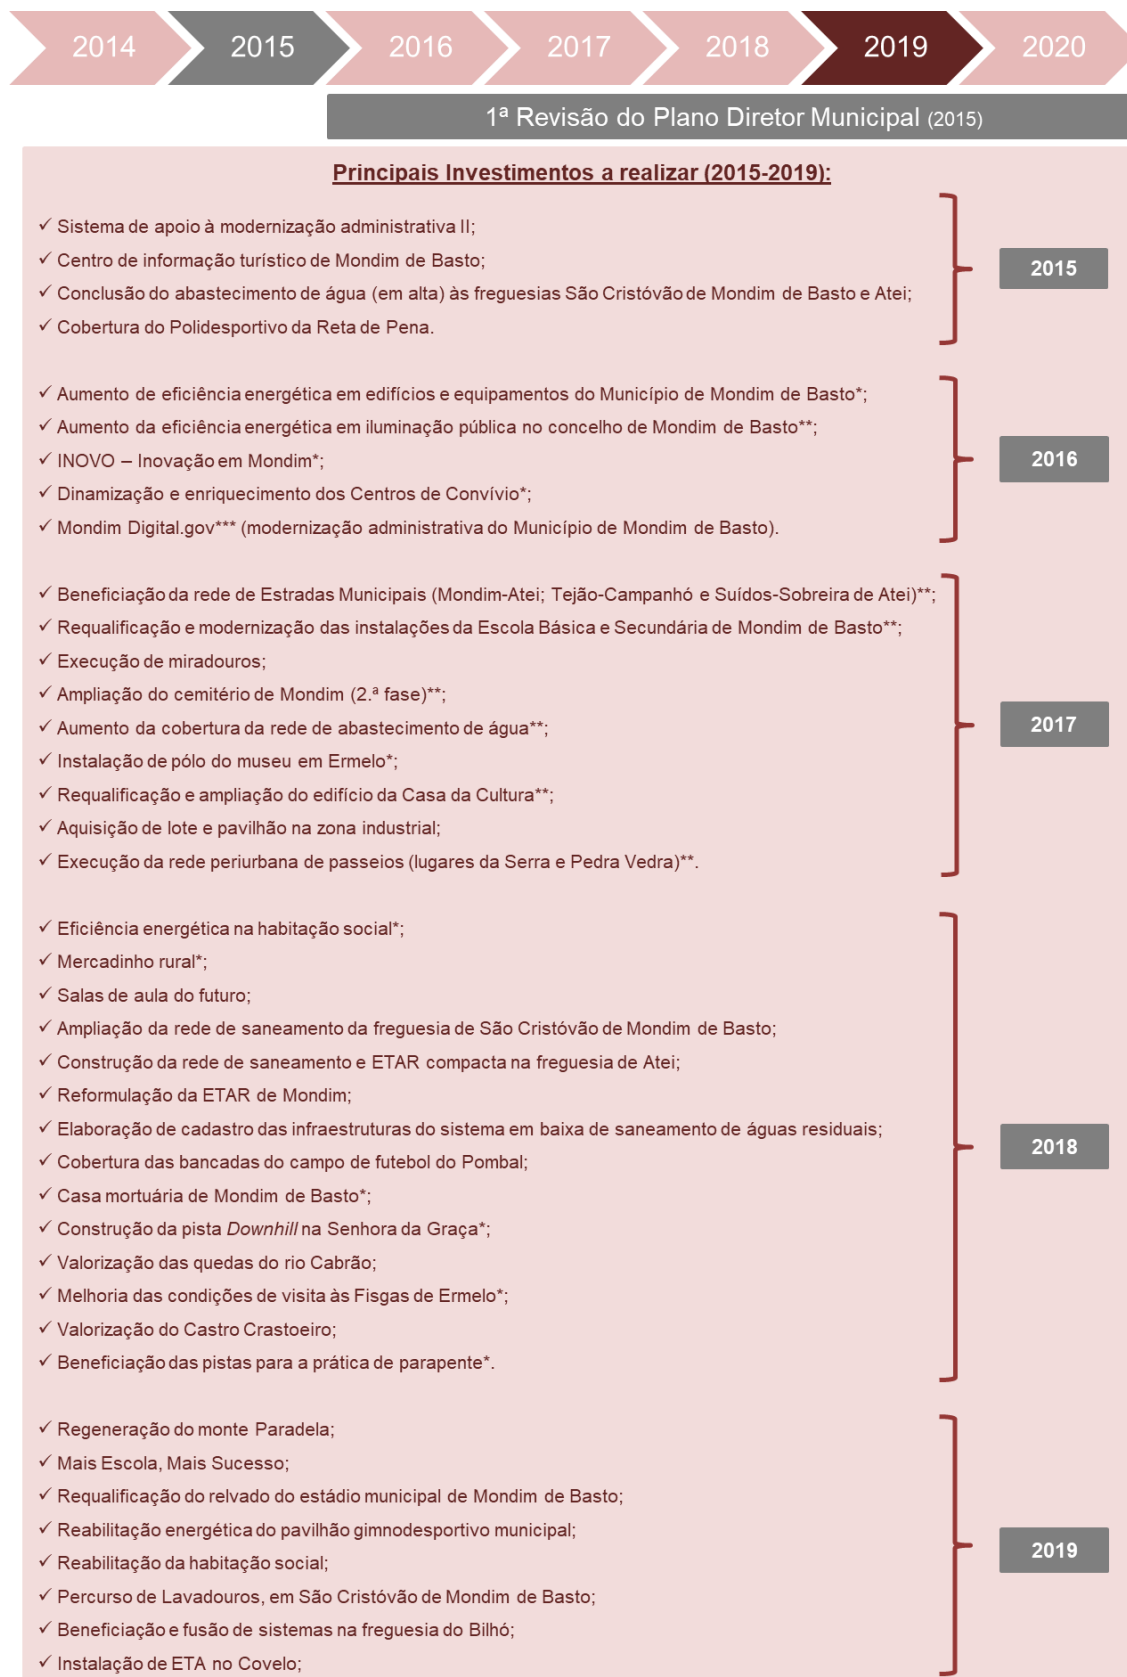 2014 2015 2016 2017 2018 2019 2020
1ª Revisão do Plano Diretor Municipal (2015)
Principais Investimentos a realizar (2015-2019):
✓ Sistema de apoio à modernização administrativa II;
✓ Centro de informação turístico de Mondim de Basto;
✓ Conclusão do abastecimento de água (em alta) às freguesias São Cristóvão de Mondim de Basto e Atei;
✓ Cobertura do Polidesportivo da Reta de Pena.
2015
✓ Aumento de eficiência energética em edifícios e equipamentos do Município de Mondim de Basto*;
✓ Aumento da eficiência energética em iluminação pública no concelho de Mondim de Basto**;
✓ INOVO – Inovação em Mondim*;
✓ Dinamização e enriquecimento dos Centros de Convívio*;
✓ Mondim Digital.gov*** (modernização administrativa do Município de Mondim de Basto).
2016
✓ Beneficiação da rede de Estradas Municipais (Mondim-Atei; Tejão-Campanhó e Suídos-Sobreira de Atei)**;
✓ Requalificação e modernização das instalações da Escola Básica e Secundária de Mondim de Basto**;
✓ Execução de miradouros;
✓ Ampliação do cemitério de Mondim (2.ª fase)**;
✓ Aumento da cobertura da rede de abastecimento de água**;
✓ Instalação de pólo do museu em Ermelo*;
✓ Requalificação e ampliação do edifício da Casa da Cultura**;
✓ Aquisição de lote e pavilhão na zona industrial;
✓ Execução da rede periurbana de passeios (lugares da Serra e Pedra Vedra)**.
2017
✓ Eficiência energética na habitação social*;
✓ Mercadinho rural*;
✓ Salas de aula do futuro;
✓ Ampliação da rede de saneamento da freguesia de São Cristóvão de Mondim de Basto;
✓ Construção da rede de saneamento e ETAR compacta na freguesia de Atei;
✓ Reformulação da ETAR de Mondim;
✓ Elaboração de cadastro das infraestruturas do sistema em baixa de saneamento de águas residuais;
✓ Cobertura das bancadas do campo de futebol do Pombal;
✓ Casa mortuária de Mondim de Basto*;
✓ Construção da pista Downhill na Senhora da Graça*;
✓ Valorização das quedas do rio Cabrão;
✓ Melhoria das condições de visita às Fisgas de Ermelo*;
✓ Valorização do Castro Crastoeiro;
✓ Beneficiação das pistas para a prática de parapente*.
2018
✓ Regeneração do monte Paradela;
✓ Mais Escola, Mais Sucesso;
✓ Requalificação do relvado do estádio municipal de Mondim de Basto;
✓ Reabilitação energética do pavilhão gimnodesportivo municipal;
✓ Reabilitação da habitação social;
✓ Percurso de Lavadouros, em São Cristóvão de Mondim de Basto;
✓ Beneficiação e fusão de sistemas na freguesia do Bilhó;
✓ Instalação de ETA no Covelo;
2019